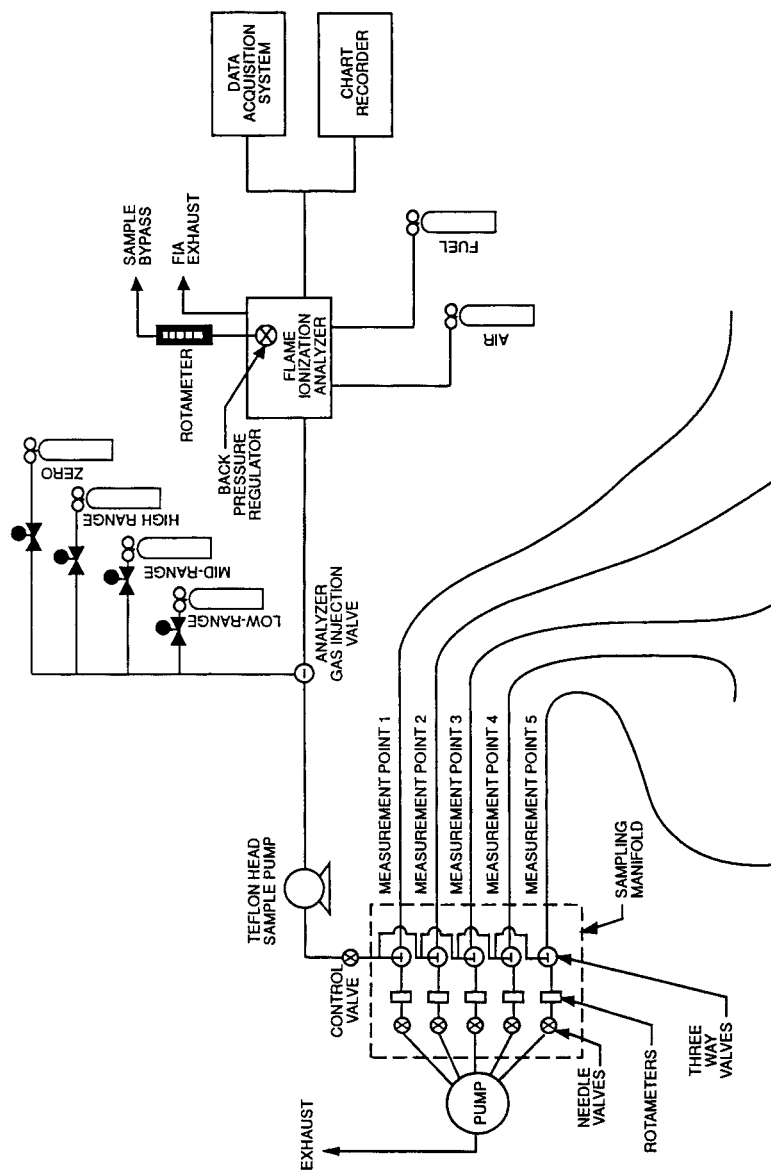 DATA
ACQUISITION
SYSTEM
CHART
RECORDER
SAMPLE
BYPASS
FIA
EXHAUST
ROTAMETER
FLAME
IONIZATION
ANALYZER
BACK
PRESSURE
REGULATOR
FUEL
AIR
ZERO
HIGH RANGE
MID-RANGE
LOW-RANGE
ANALYZER
GAS INJECTION
VALVE
TEFLON HEAD
SAMPLE PUMP
CONTROL
VALVE
MEASUREMENT POINT 1
MEASUREMENT POINT 2
MEASUREMENT POINT 3
MEASUREMENT POINT 4
MEASUREMENT POINT 5
SAMPLING
MANIFOLD
THREE
WAY
VALVES
ROTAMETERS
NEEDLE
VALVES
PUMP
EXHAUST